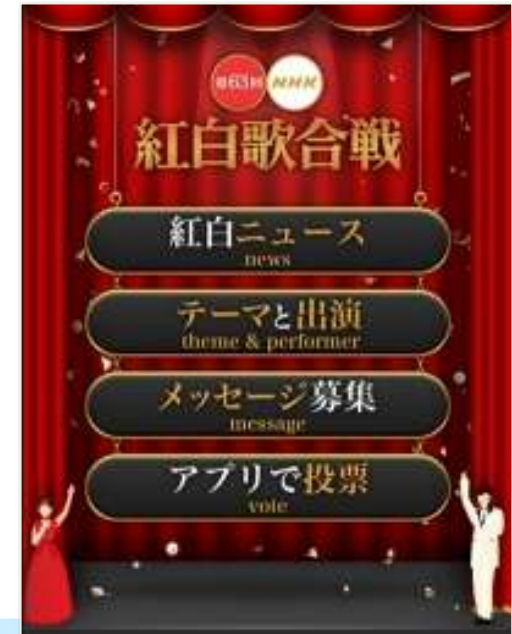 第63回 NHK
紅白歌合戦
紅白ニュース
news
テーマと出演
theme & performer
メッセージ募集
message
アプリで投票
vote